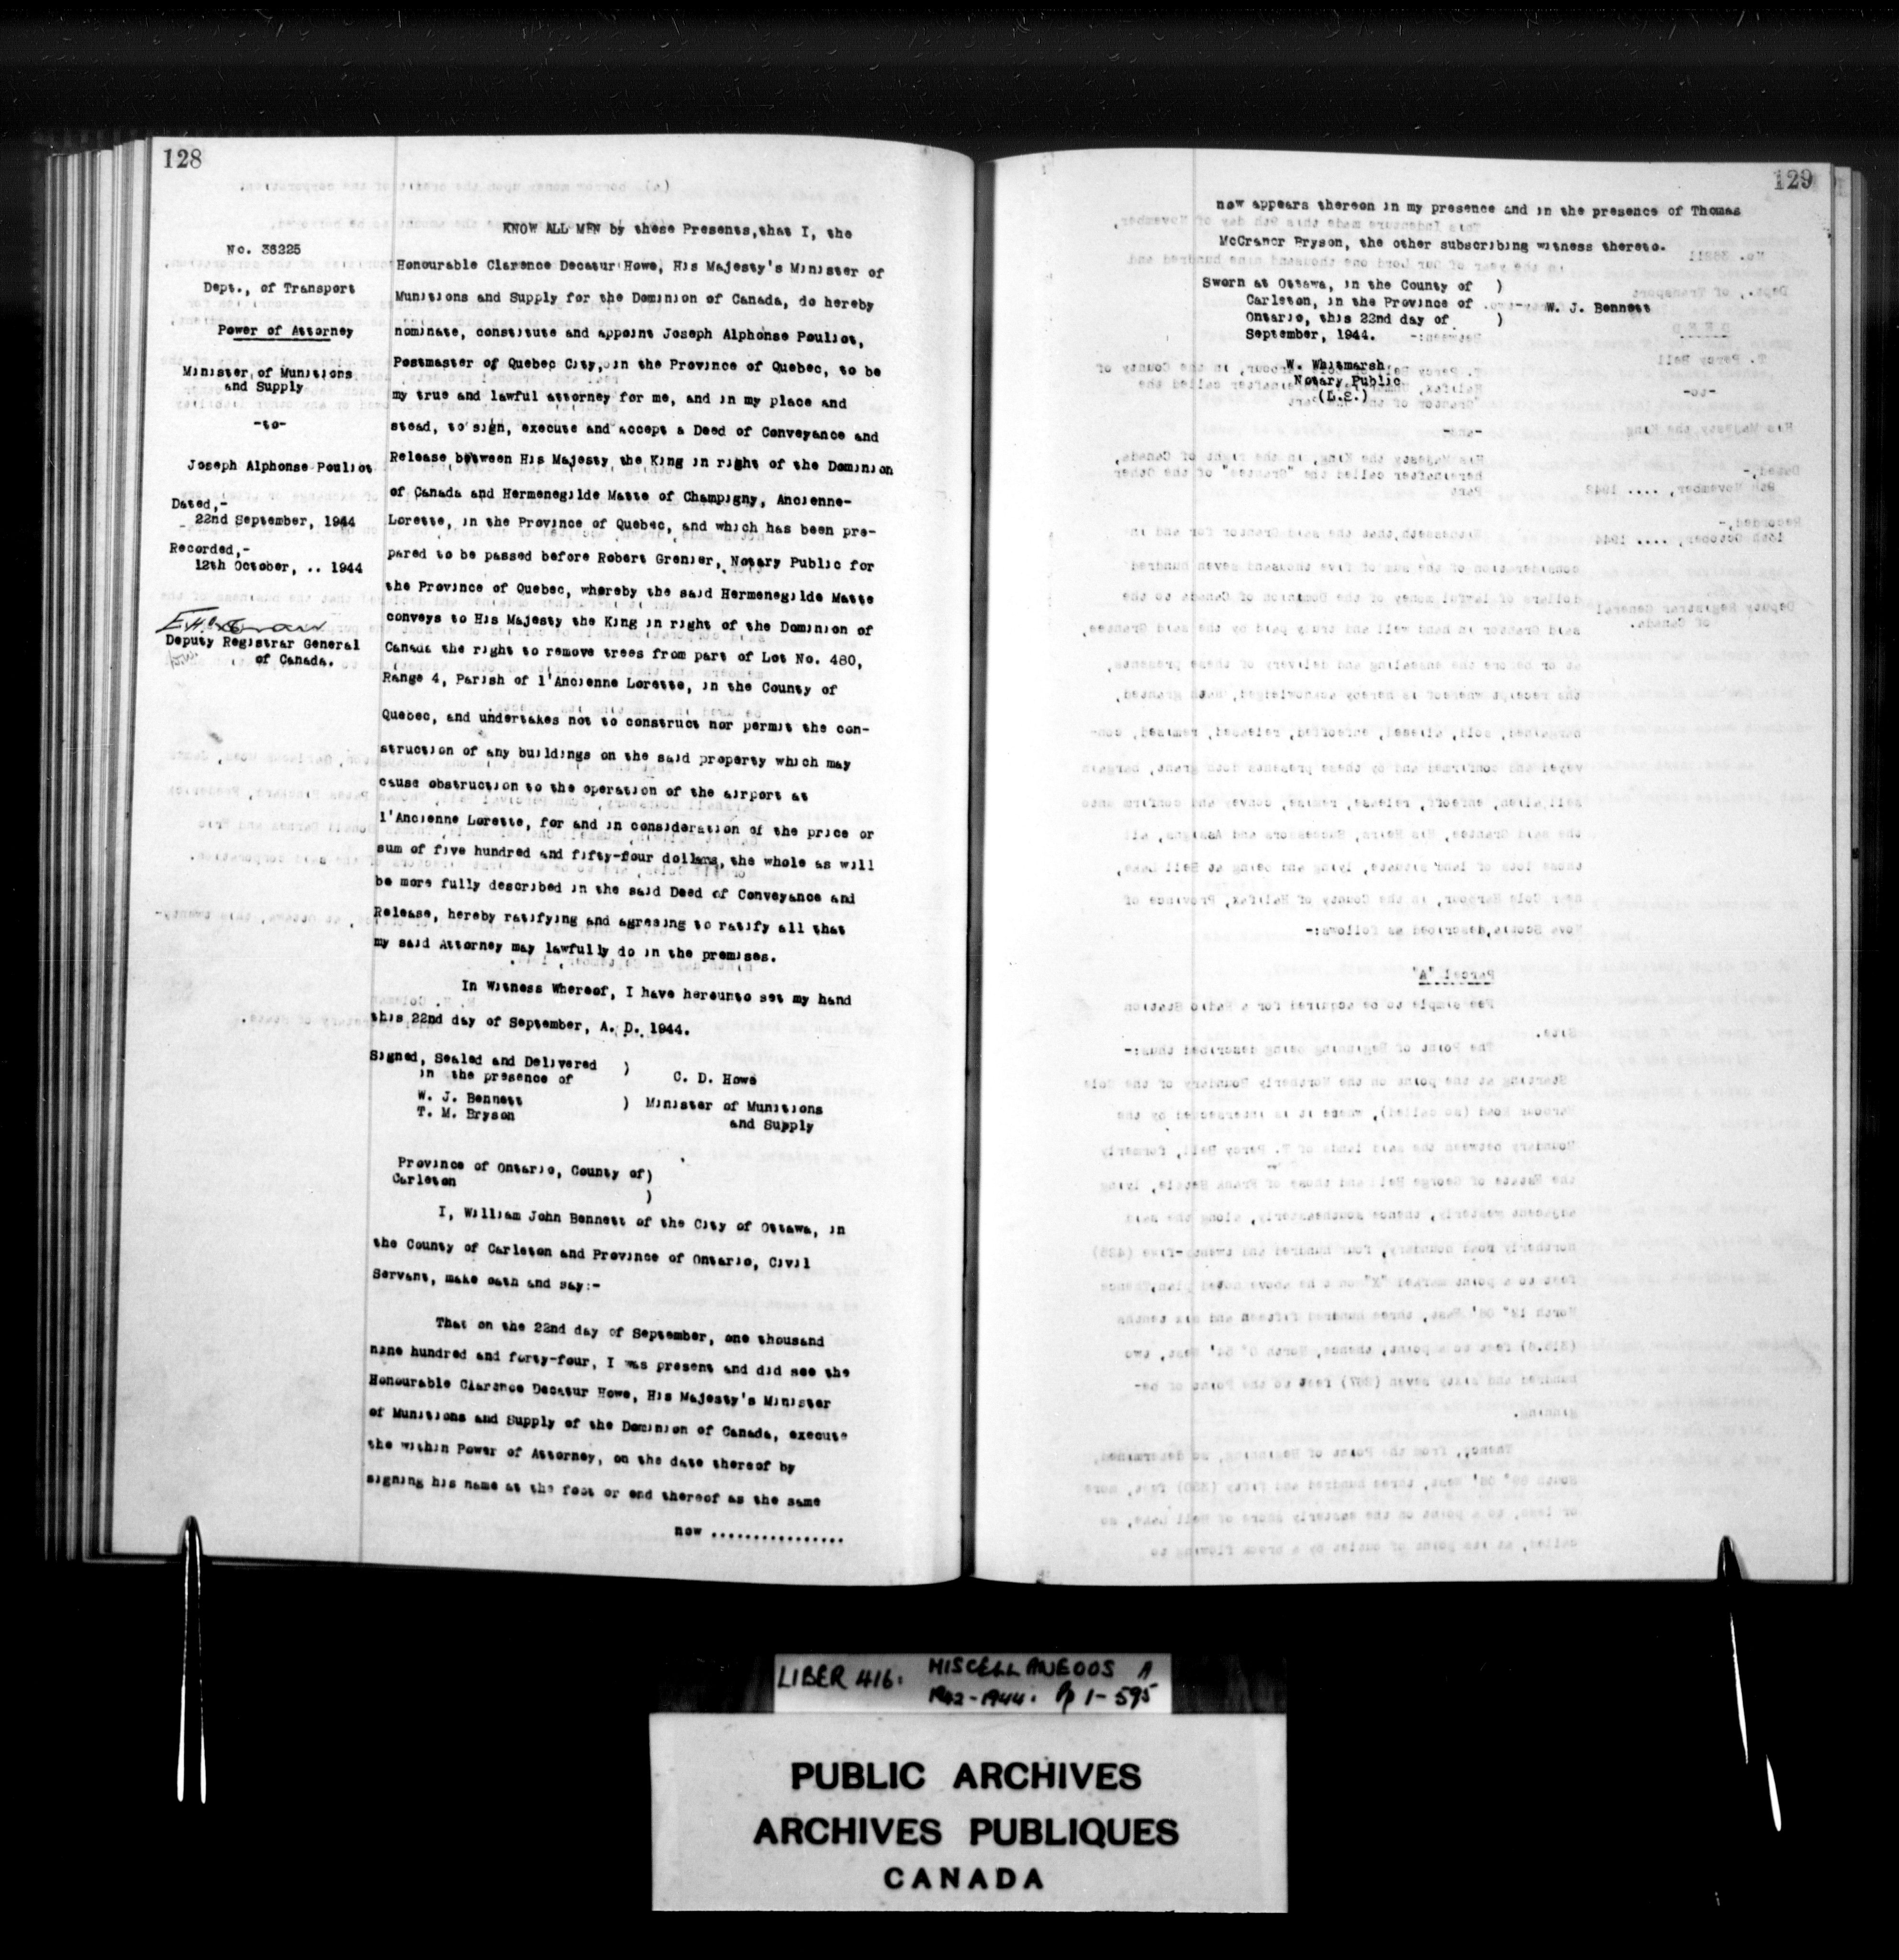 128
No. 36225
Dept., of Transport
Power of Attorney
Minister of Munitions
and Supply
-to-
Joseph Alphonse Pouliot
Dated,-
22nd September, 1944
Recorded,-
12th October, .. 1944
Deputy Registrar General
of Canada.
KNOW ALL MEN by these Presents,that I, the
Honourable Clarence Decatur Howe, His Majesty's Minister of
Munitions and Supply for the Dominion of Canada, do hereby
nominate, constitute and appoint Joseph Alphonse Pouliot,
Postmaster of Quebec City, in the Province of Quebec, to be
my true and lawful attorney for me, and in my place and
stead, to sign, execute and accept a Deed of Conveyance and
Release between His Majesty the King in right of the Dominion
of Canada and Hermenegilde Matte of Champigny, Ancienne-
Lorette, in the Province of Quebec, and which has been pre-
pared to be passed before Robert Grenier, Notary Public for
the Province of Quebec, whereby the said Hermenegilde Matte
conveys to His Majesty the King in right of the Dominion of
Canada the right to remove trees from part of Lot No. 480,
Range 4, Parish of l'Ancienne Lorette, in the County of
Quebec, and undertakes not to construct nor permit the con-
struction of any buildings on the said property which may
cause obstruction to the operation of the airport at
l'Ancienne Lorette, for and in consideration of the price or
sum of five hundred and fifty-four dollars, the whole as will
be more fully described in the said Deed of Conveyance and
Release, hereby ratifying and agreeing to ratify all that
my said Attorney may lawfully do in the premises.
In Witness Whereof, I have hereunto set my hand
this 22nd day of September, A. D. 1944.
Signed, Sealed and Delivered )
in the presence of C. D. Howe
W. J. Bennett ) Minister of Munitions
T. M. Bryson and Supply
Province of Ontario, County of)
Carleton )
I, William John Bennett of the City of Ottawa, in
the County of Carleton and Province of Ontario, Civil
Servant, make oath and say:-
That on the 22nd day of September, one thousand
nine hundred and forty-four, I was present and did see the
Honourable Clarence Decatur Howe, His Majesty's Minister
of Munitions and Supply of the Dominion of Canada, execute
the within Power of Attorney, on the date thereof by
signing his name at the foot or end thereof as the same
now ................
129
now appears thereon in my presence and in the presence of Thomas
McCranor Bryson, the other subscribing witness thereto.
Sworn at Ottawa, in the County of )
Carleton, in the Province of W. J. Bennett
Ontario, this 22nd day of )
September, 1944.
W. Whitmarsh
Notary Public
(L.S.)
LIBER 416. MISCELLANEOUS A
1942-1944. Pp 1-595
PUBLIC ARCHIVES
ARCHIVES PUBLIQUES
CANADA